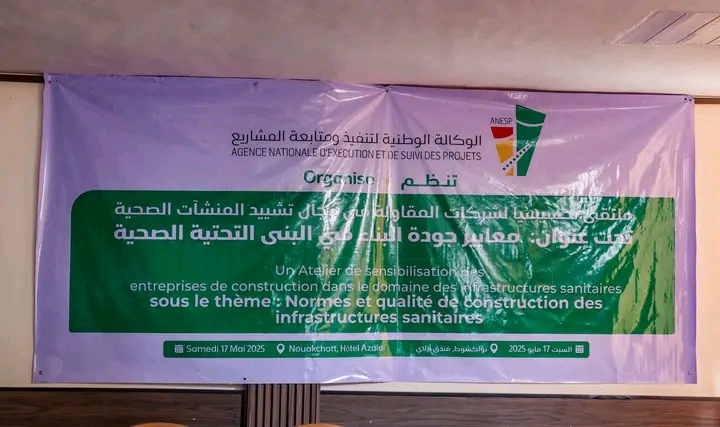 ANESP
الوكالة الوطنية لتنفيذ ومتابعة المشاريع
AGENCE NATIONALE D'EXECUTION ET DE SUIVI DES PROJETS
Organise تنظم
ملتقى تحسيسيا لشركات المقاولة في مجال تشييد المنشآت الصحية
تحت عنوان: معايير جودة البناء في البنى التحتية الصحية
Un Atelier de sensibilisation des
entreprises de construction dans le domaine des infrastructures sanitaires
sous le thème : Normes et qualité de construction des
infrastructures sanitaires
Samedi 17 Mai 2025 Nouakchott, Hôtel Azalaï نواكشوط، فندق أزلاي السبت 17 مايو 2025